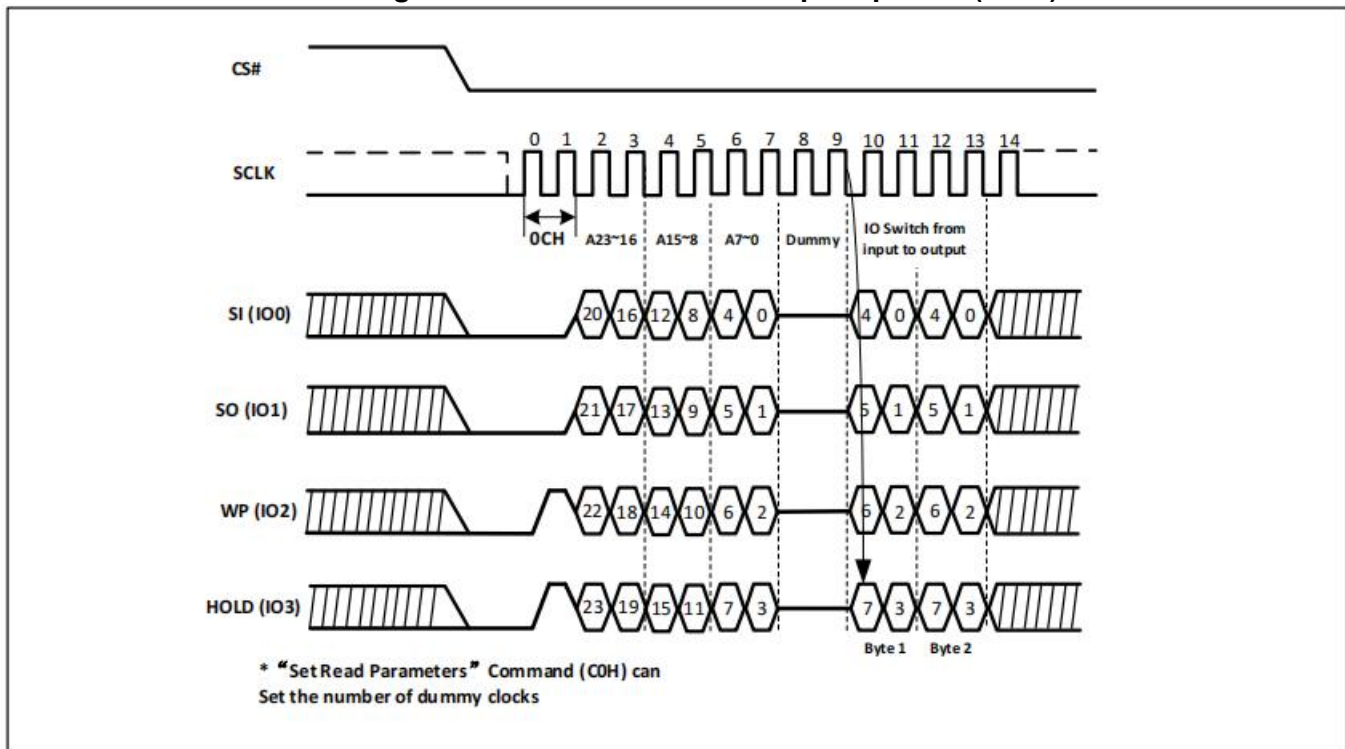 CS#
0 1 2 3 4 5 6 7 8 9 10 11 12 13 14
SCLK
0CH A23~16 A15~8 A7~0 Dummy IO Switch from
input to output
SI (IO0) 20 16 12 8 4 0 4 0 4 0
SO (IO1) 21 17 13 9 5 1 5 1 5 1
WP (IO2) 22 18 14 10 6 2 6 2 6 2
HOLD (IO3) 23 19 15 11 7 3 7 3 7 3
Byte 1 Byte 2
* “Set Read Parameters” Command (C0H) can
Set the number of dummy clocks